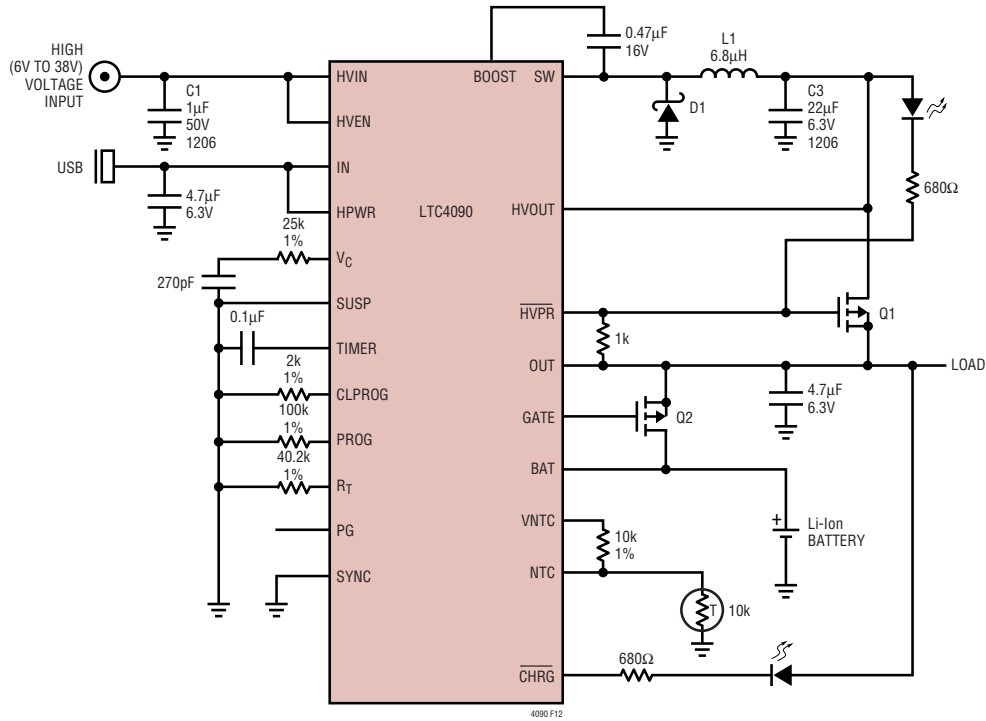 HIGH
(6V TO 38V)
VOLTAGE
INPUT
C1
1µF
50V
1206
USB
4.7µF
6.3V
25k
1%
270pF
0.1µF
2k
1%
100k
1%
40.2k
1%
HVIN
HVEN
IN
HPWR
VC
SUSP
TIMER
CLPROG
PROG
RT
PG
SYNC
LTC4090
BOOST
SW
HVOUT
HVPR
OUT
GATE
BAT
VNTC
NTC
CHRG
0.47µF
16V
L1
6.8µH
D1
C3
22µF
6.3V
1206
680Ω
Q1
1k
LOAD
4.7µF
6.3V
Q2
+
Li-Ion
BATTERY
10k
1%
T
10k
680Ω
4090 F12